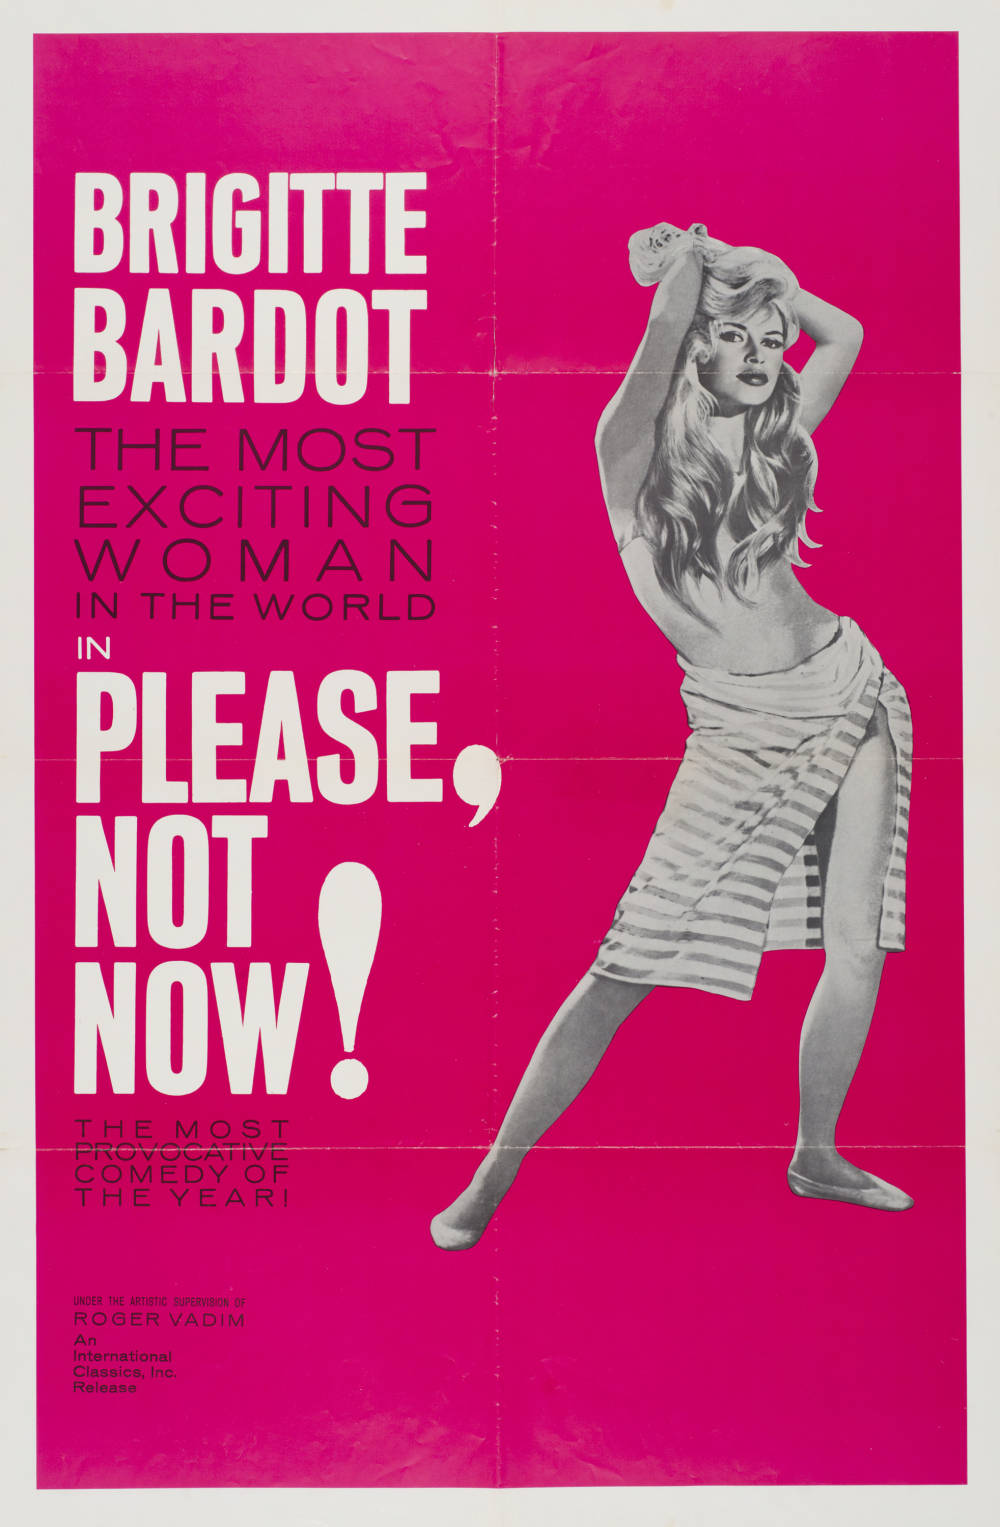 BRIGITTE
BARDOT
THE MOST
EXCITING
WOMAN
IN THE WORLD
IN
PLEASE,
NOT
NOW!
THE MOST
PROVOCATIVE
COMEDY OF
THE YEAR!
UNDER THE ARTISTIC SUPERVISION OF
ROGER VADIM
An
International
Classics, Inc.
Release